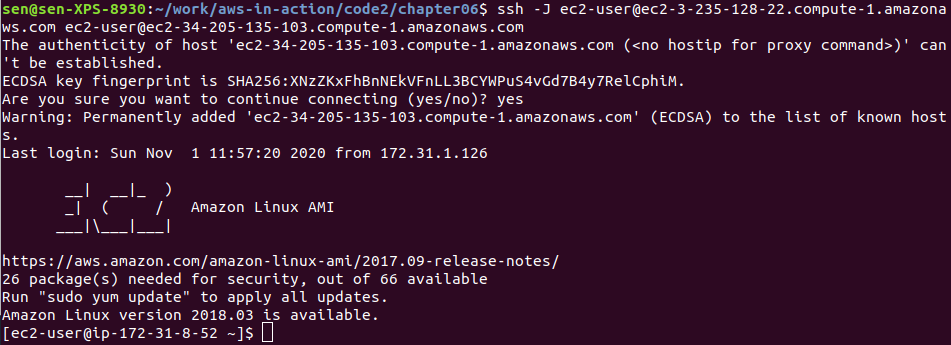 sen@sen-XPS-8930:~/work/aws-in-action/code2/chapter06$ ssh -J ec2-user@ec2-3-235-128-22.compute-1.amazona
ws.com ec2-user@ec2-34-205-135-103.compute-1.amazonaws.com
The authenticity of host 'ec2-34-205-135-103.compute-1.amazonaws.com (<no hostip for proxy command>)' can
't be established.
ECDSA key fingerprint is SHA256:XNzZKxFhBnNEkVFnLL3BCYWPuS4vGd7B4y7RelCphiM.
Are you sure you want to continue connecting (yes/no)? yes
Warning: Permanently added 'ec2-34-205-135-103.compute-1.amazonaws.com' (ECDSA) to the list of known host
s.
Last login: Sun Nov  1 11:57:20 2020 from 172.31.1.126

       __|  __|_  )
       _|  (     /   Amazon Linux AMI
      ___|\___|___|

https://aws.amazon.com/amazon-linux-ami/2017.09-release-notes/
26 package(s) needed for security, out of 66 available
Run "sudo yum update" to apply all updates.
Amazon Linux version 2018.03 is available.
[ec2-user@ip-172-31-8-52 ~]$